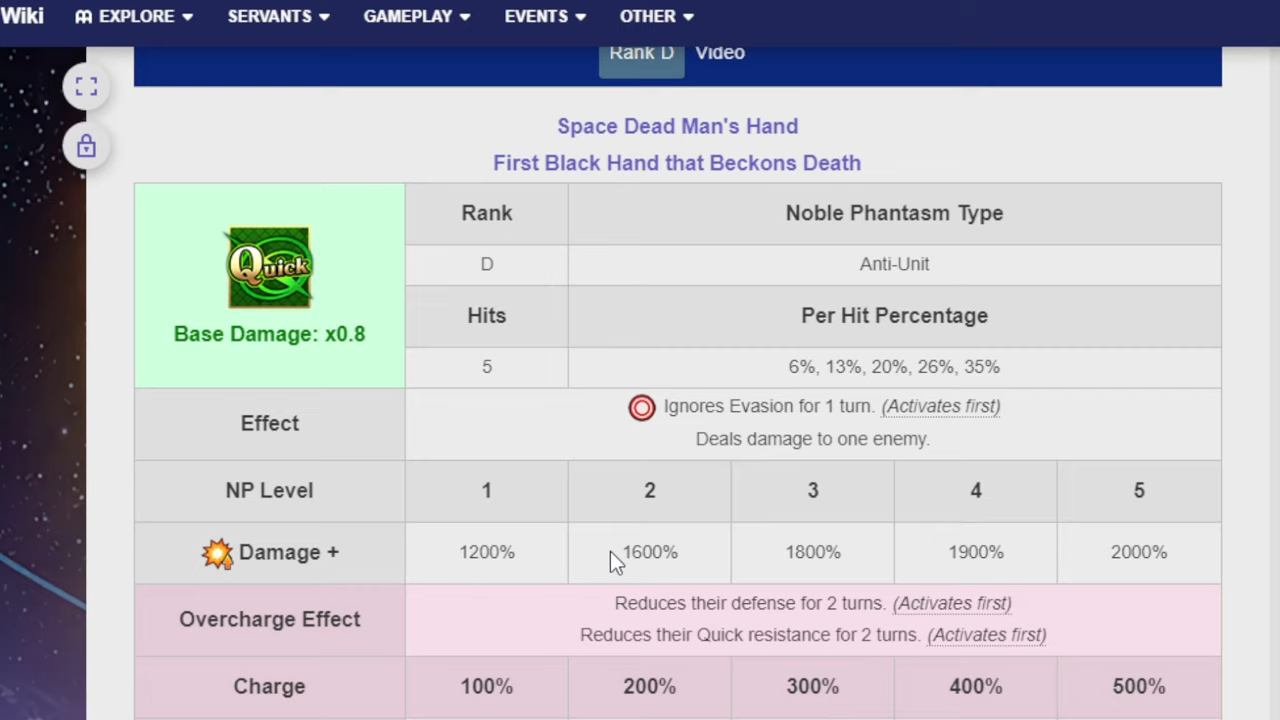 Wiki EXPLORE SERVANTS GAMEPLAY EVENTS OTHER
Rank D Video
Space Dead Man's Hand
First Black Hand that Beckons Death
Quick
Base Damage: x0.8
Rank Noble Phantasm Type
D Anti-Unit
Hits Per Hit Percentage
5 6%, 13%, 20%, 26%, 35%
Effect
Ignores Evasion for 1 turn. (Activates first)
Deals damage to one enemy.
NP Level 1 2 3 4 5
Damage + 1200% 1600% 1800% 1900% 2000%
Overcharge Effect
Reduces their defense for 2 turns. (Activates first)
Reduces their Quick resistance for 2 turns. (Activates first)
Charge 100% 200% 300% 400% 500%